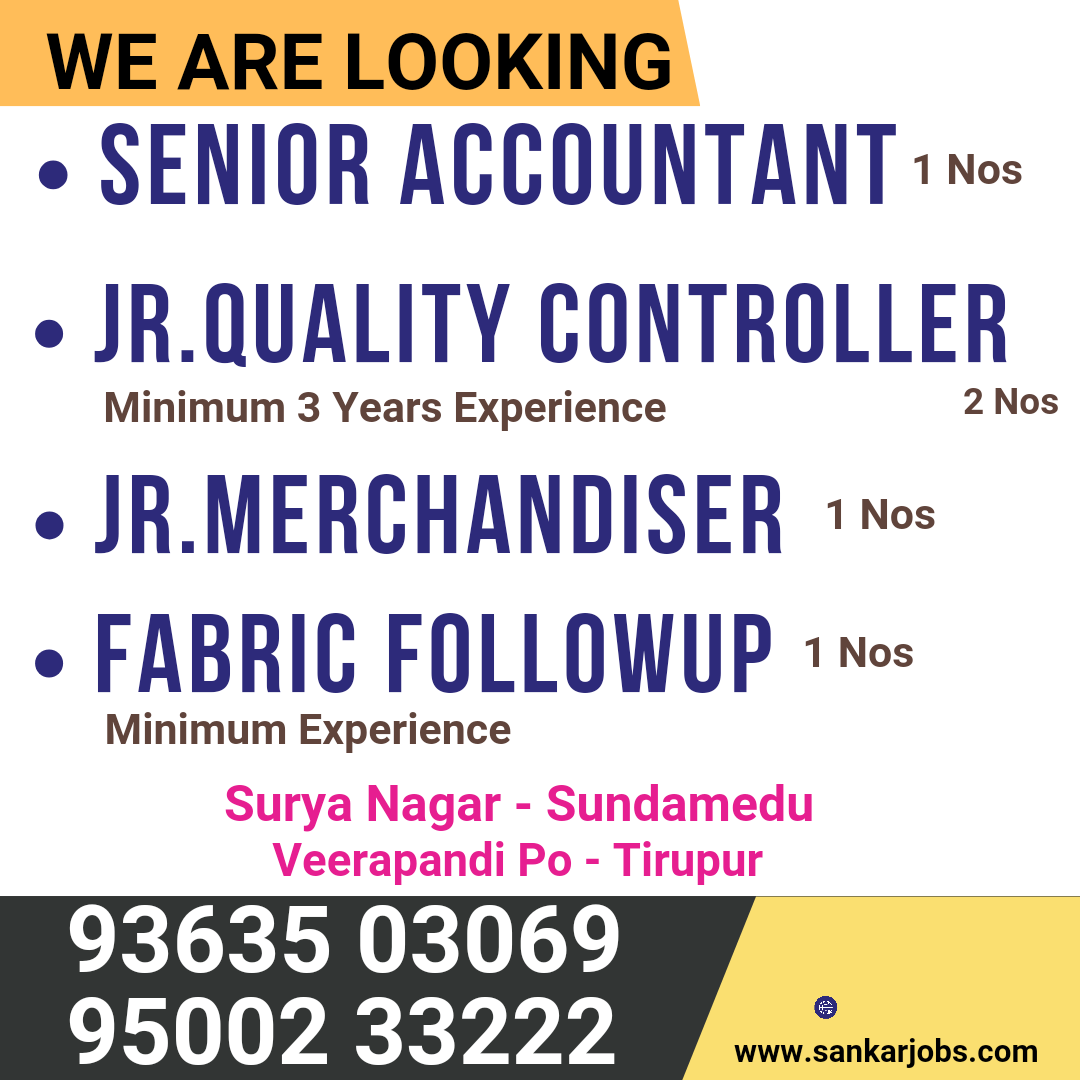 WE ARE LOOKING
• SENIOR ACCOUNTANT 1 Nos
• JR.QUALITY CONTROLLER
Minimum 3 Years Experience 2 Nos
• JR.MERCHANDISER 1 Nos
• FABRIC FOLLOWUP 1 Nos
Minimum Experience
Surya Nagar - Sundamedu
Veerapandi Po - Tirupur
93635 03069
95002 33222
www.sankarjobs.com